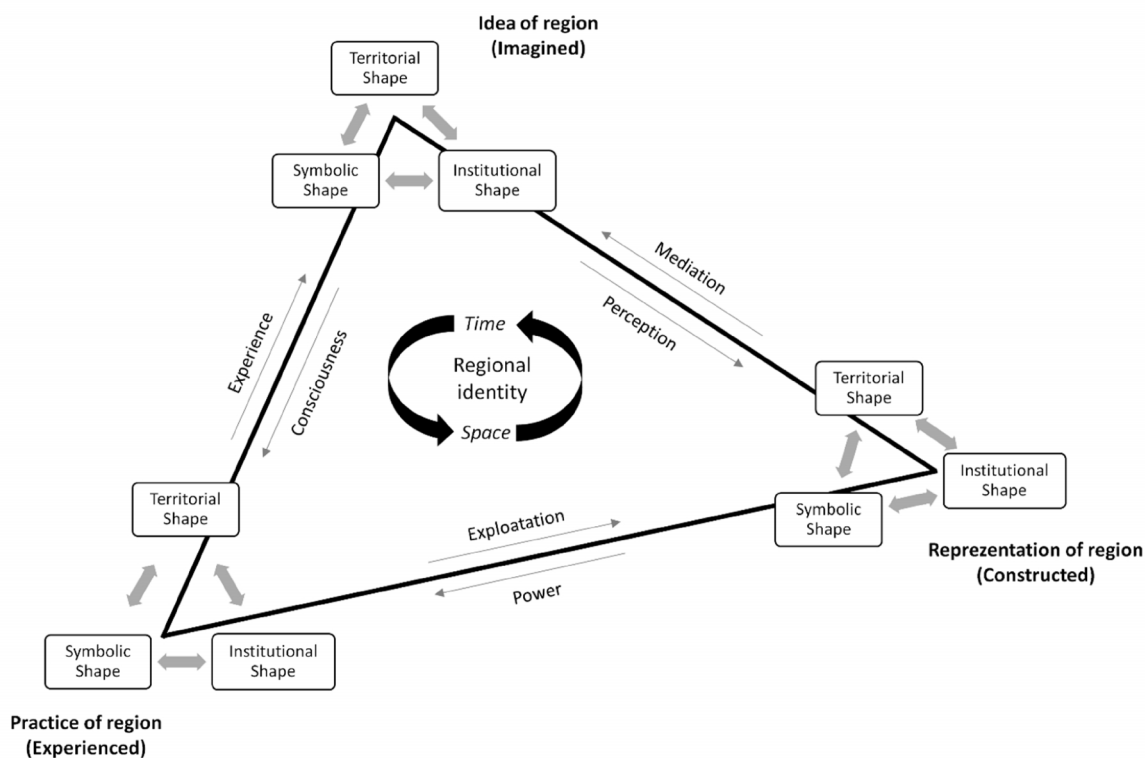 Idea of region
(Imagined)
Territorial
Shape
Symbolic
Shape
Institutional
Shape
Mediation
Perception
Experience
Consciousness
Time
Regional
identity
Space
Territorial
Shape
Institutional
Shape
Symbolic
Shape
Reprezentation of region
(Constructed)
Territorial
Shape
Exploatation
Power
Symbolic
Shape
Institutional
Shape
Practice of region
(Experienced)